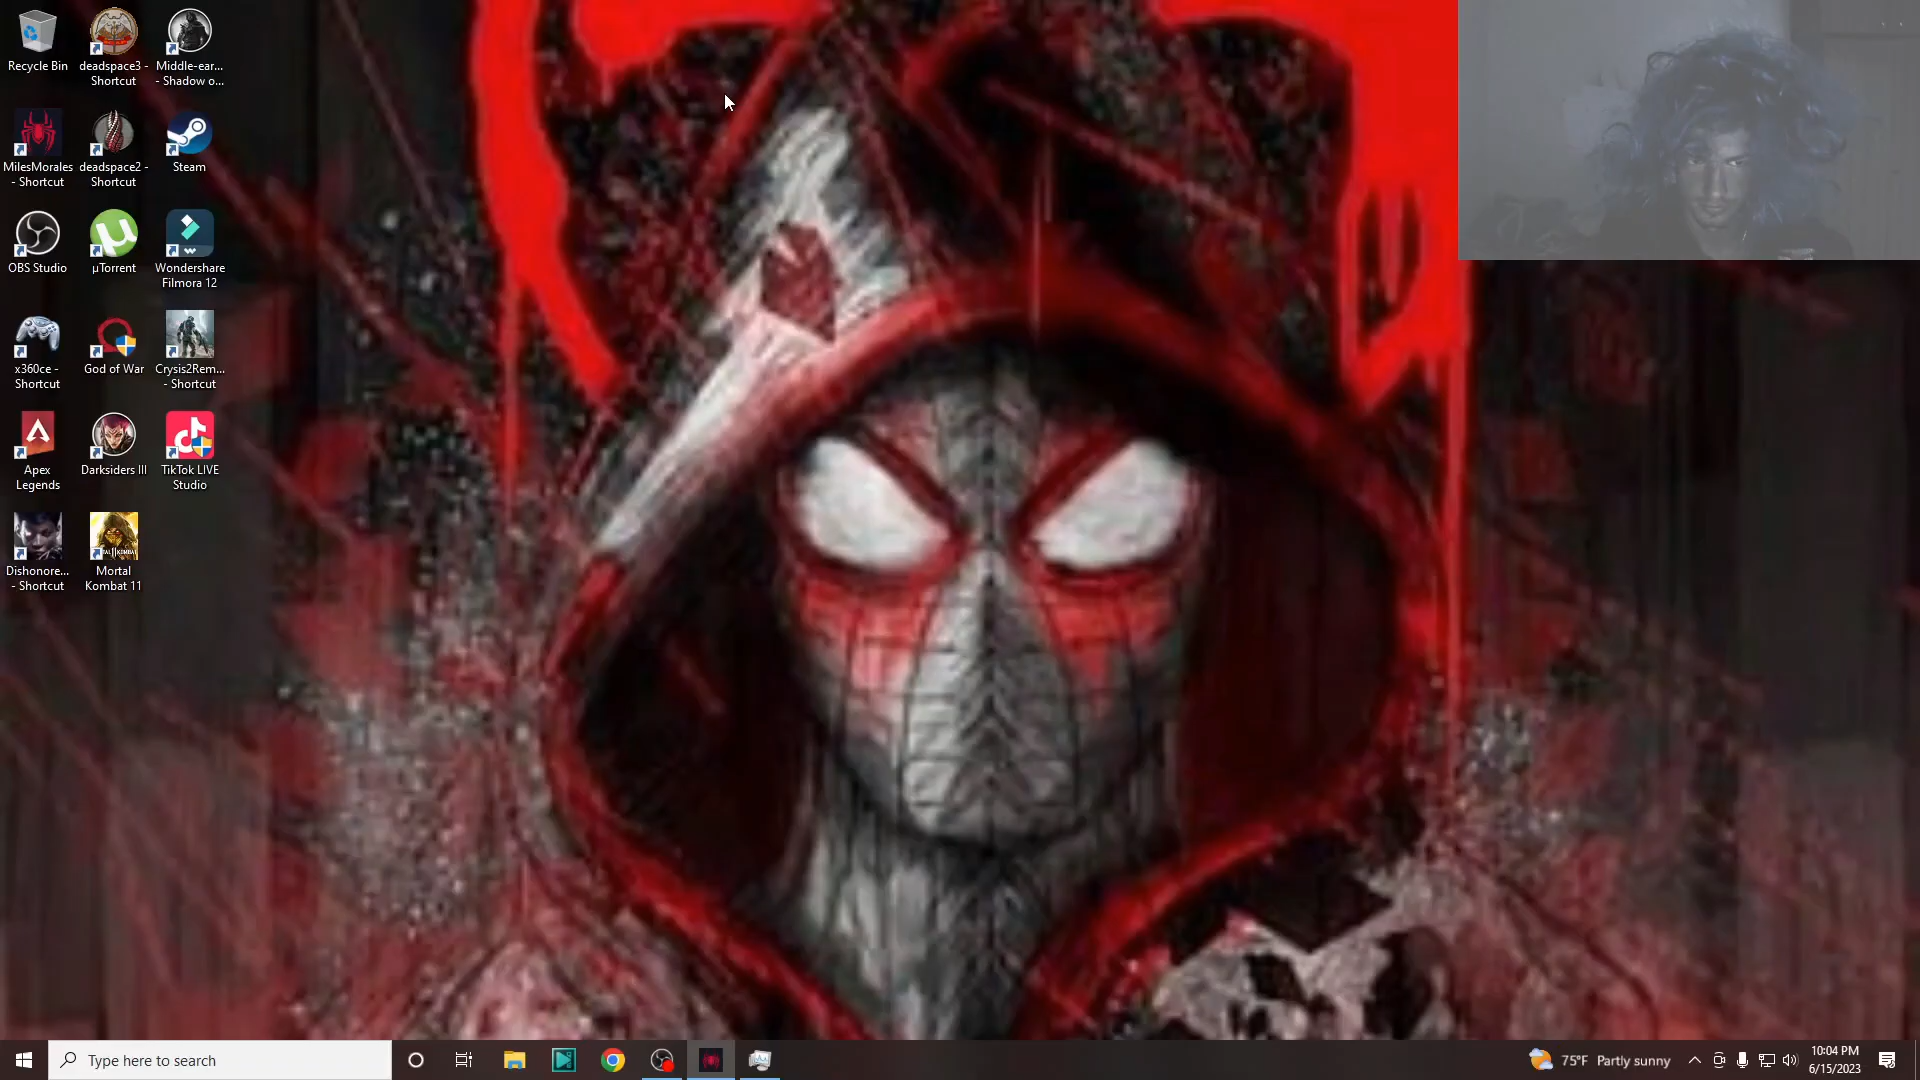 Recycle Bin
deadspace3 -
Shortcut
Middle-ear...
- Shadow o...
MilesMorales
- Shortcut
deadspace2 -
Shortcut
Steam
OBS Studio
µTorrent
Wondershare
Filmora 12
x360ce -
Shortcut
God of War
Crysis2Rem...
- Shortcut
Apex
Legends
Darksiders III
TikTok LIVE
Studio
Dishonore...
- Shortcut
Mortal
Kombat 11
Type here to search
75°F Partly sunny
10:04 PM
6/15/2023